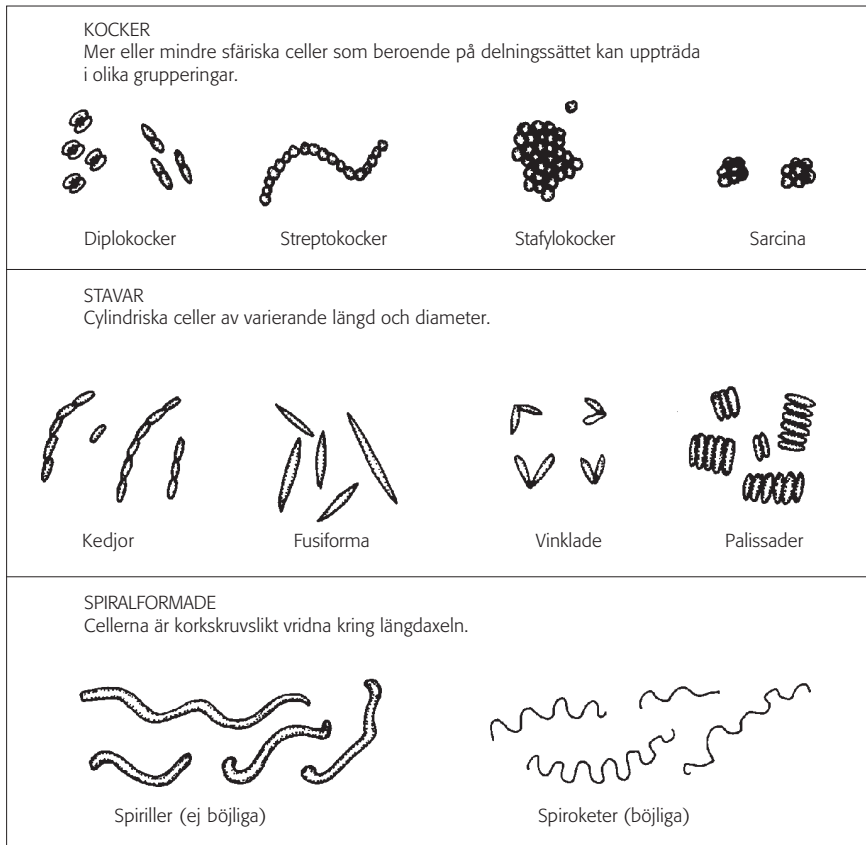 KOCKER
Mer eller mindre sfäriska celler som beroende på delningssättet kan uppträda
i olika grupperingar.
Diplokocker
Streptokocker
Stafylokocker
Sarcina
STAVAR
Cylindriska celler av varierande längd och diameter.
Kedjor
Fusiforma
Vinklade
Palissader
SPIRALFORMADE
Cellerna är korkskruvslikt vridna kring längdaxeln.
Spiriller (ej böjliga)
Spiroketer (böjliga)